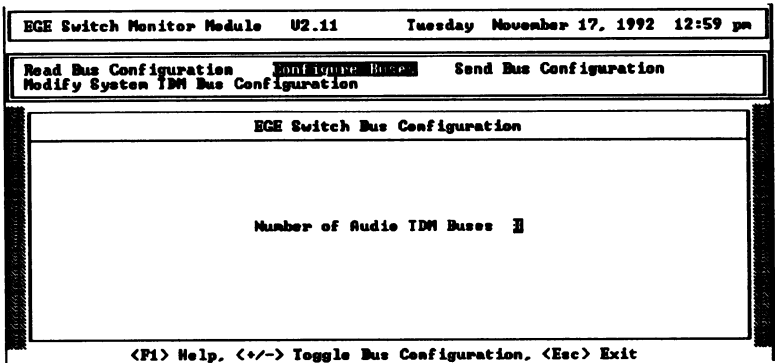 EGE Switch Monitor Module V2.11 Tuesday November 17, 1992 12:59 pm
Read Bus Configuration Configure Buses Send Bus Configuration
Modify System TDM Bus Configuration
EGE Switch Bus Configuration
Number of Audio TDM Buses
<F1> Help, <+/-> Toggle Bus Configuration, <Esc> Exit